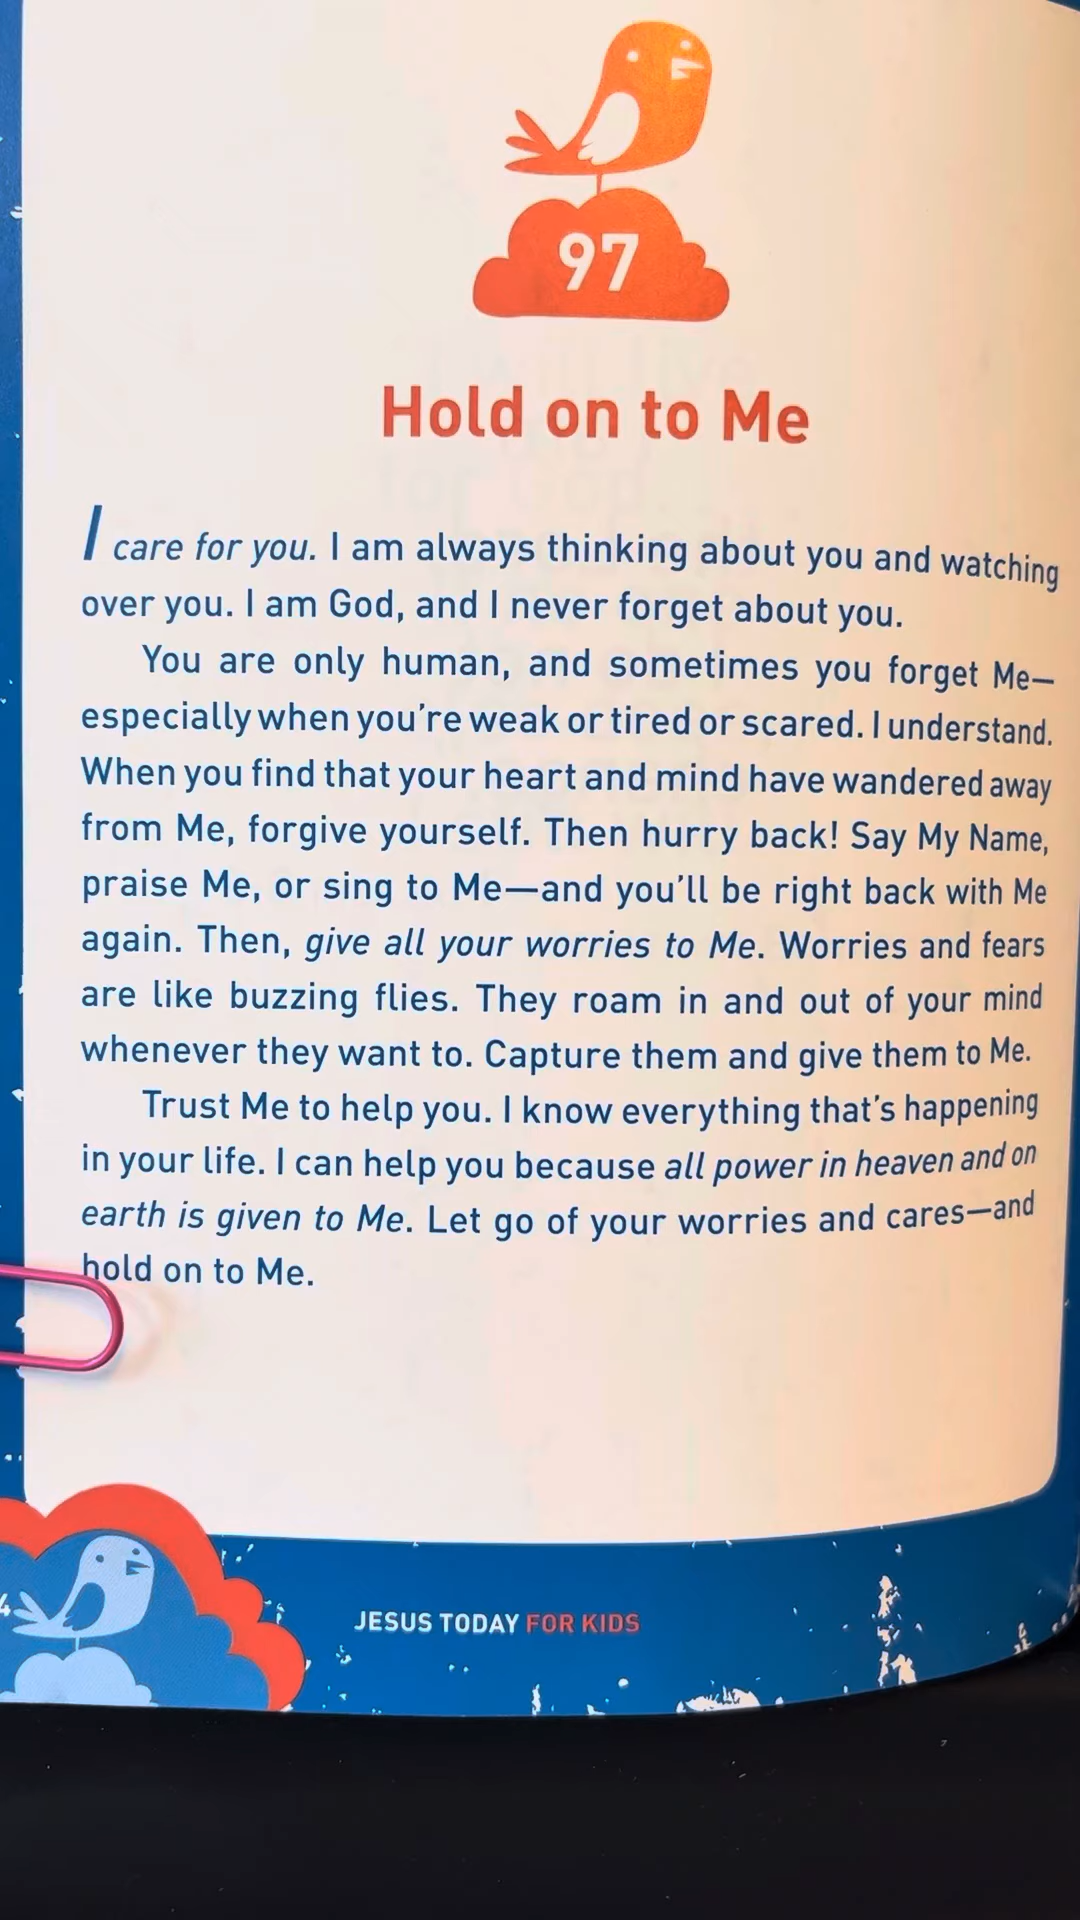 97
Hold on to Me
I care for you. I am always thinking about you and watching
over you. I am God, and I never forget about you.
You are only human, and sometimes you forget Me—
especially when you're weak or tired or scared. I understand.
When you find that your heart and mind have wandered away
from Me, forgive yourself. Then hurry back! Say My Name,
praise Me, or sing to Me—and you'll be right back with Me
again. Then, give all your worries to Me. Worries and fears
are like buzzing flies. They roam in and out of your mind
whenever they want to. Capture them and give them to Me.
Trust Me to help you. I know everything that's happening
in your life. I can help you because all power in heaven and on
earth is given to Me. Let go of your worries and cares—and
hold on to Me.
JESUS TODAY FOR KIDS